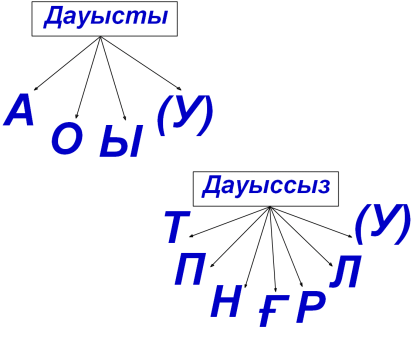 Дауысты
А О Ы (У)
Дауыссыз
Т П Н Ғ Р Л (У)